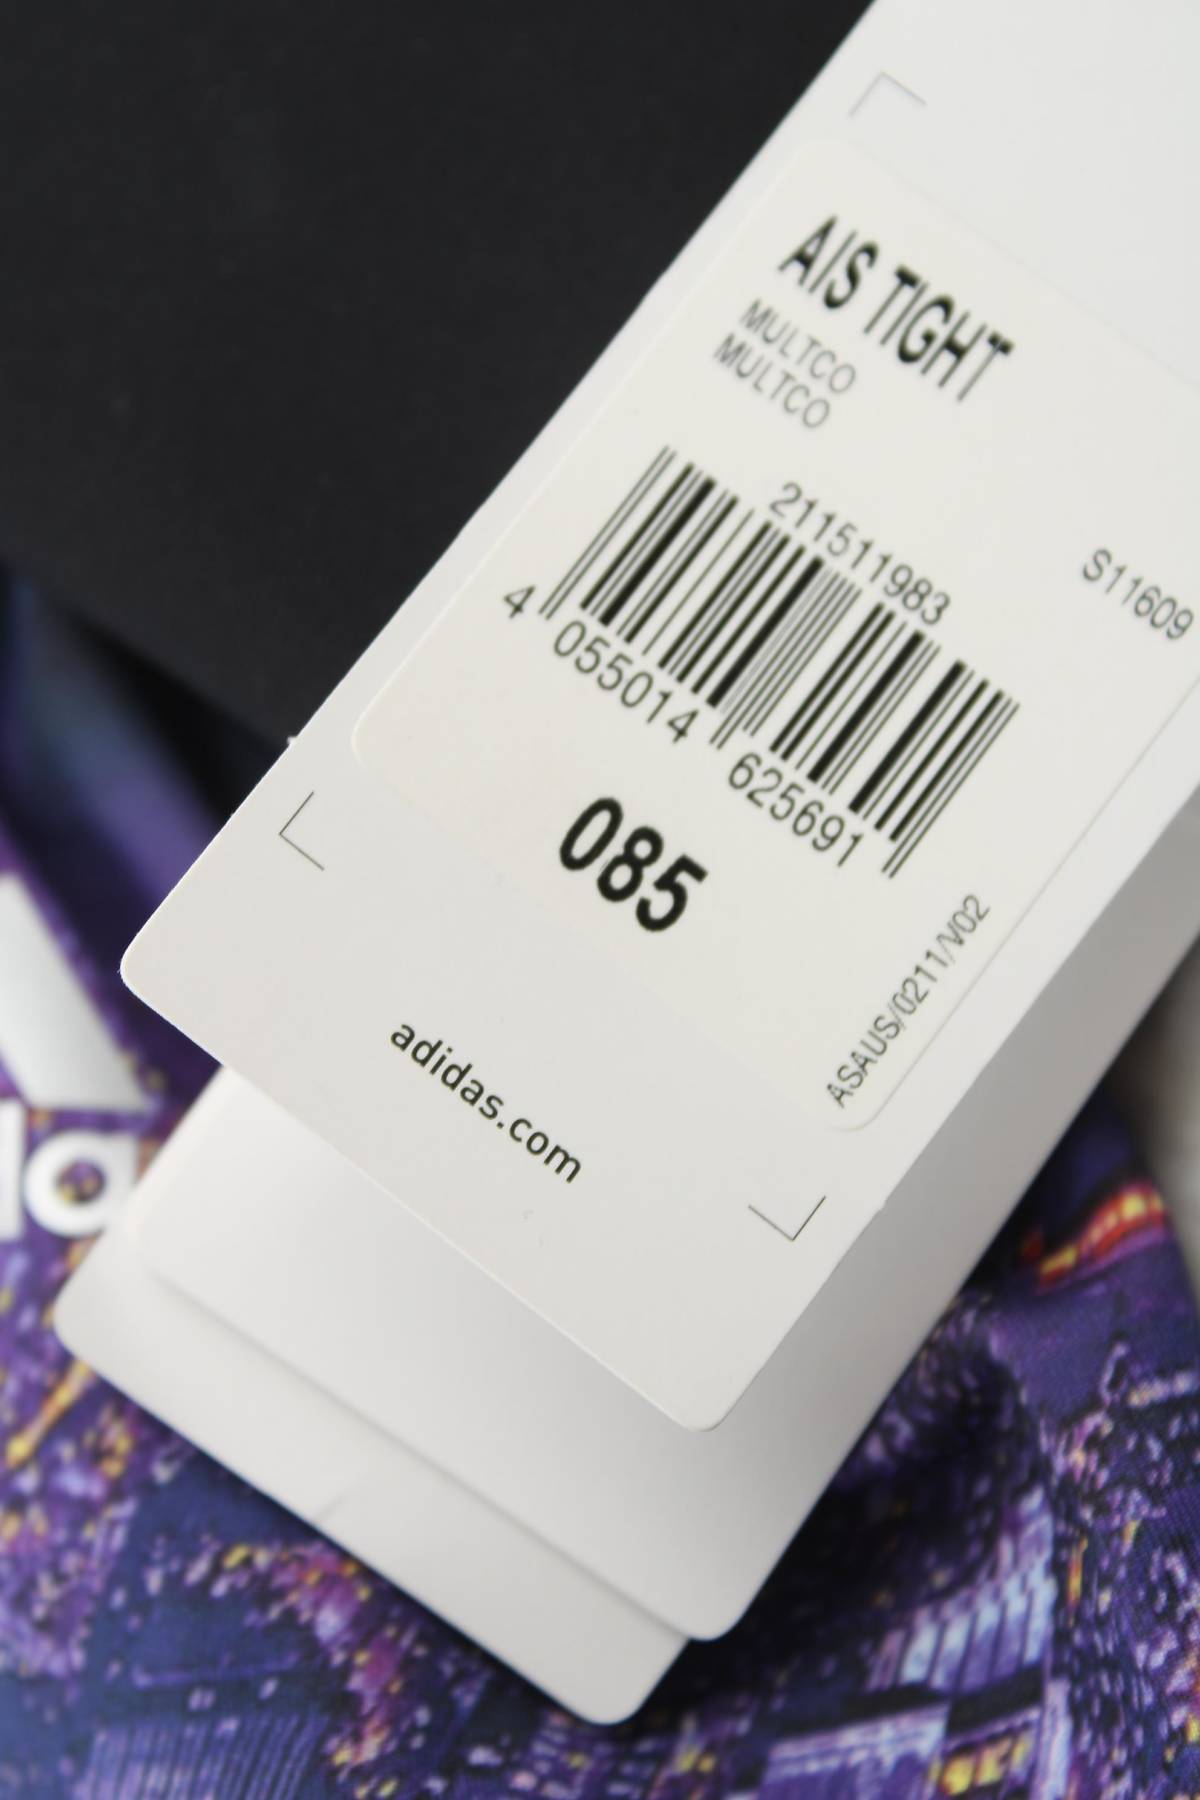 AIS TIGHT
MULTCO
MULTCO
211511983
S11609
4 055014 625691
085
ASAUS/0211/V02
adidas.com